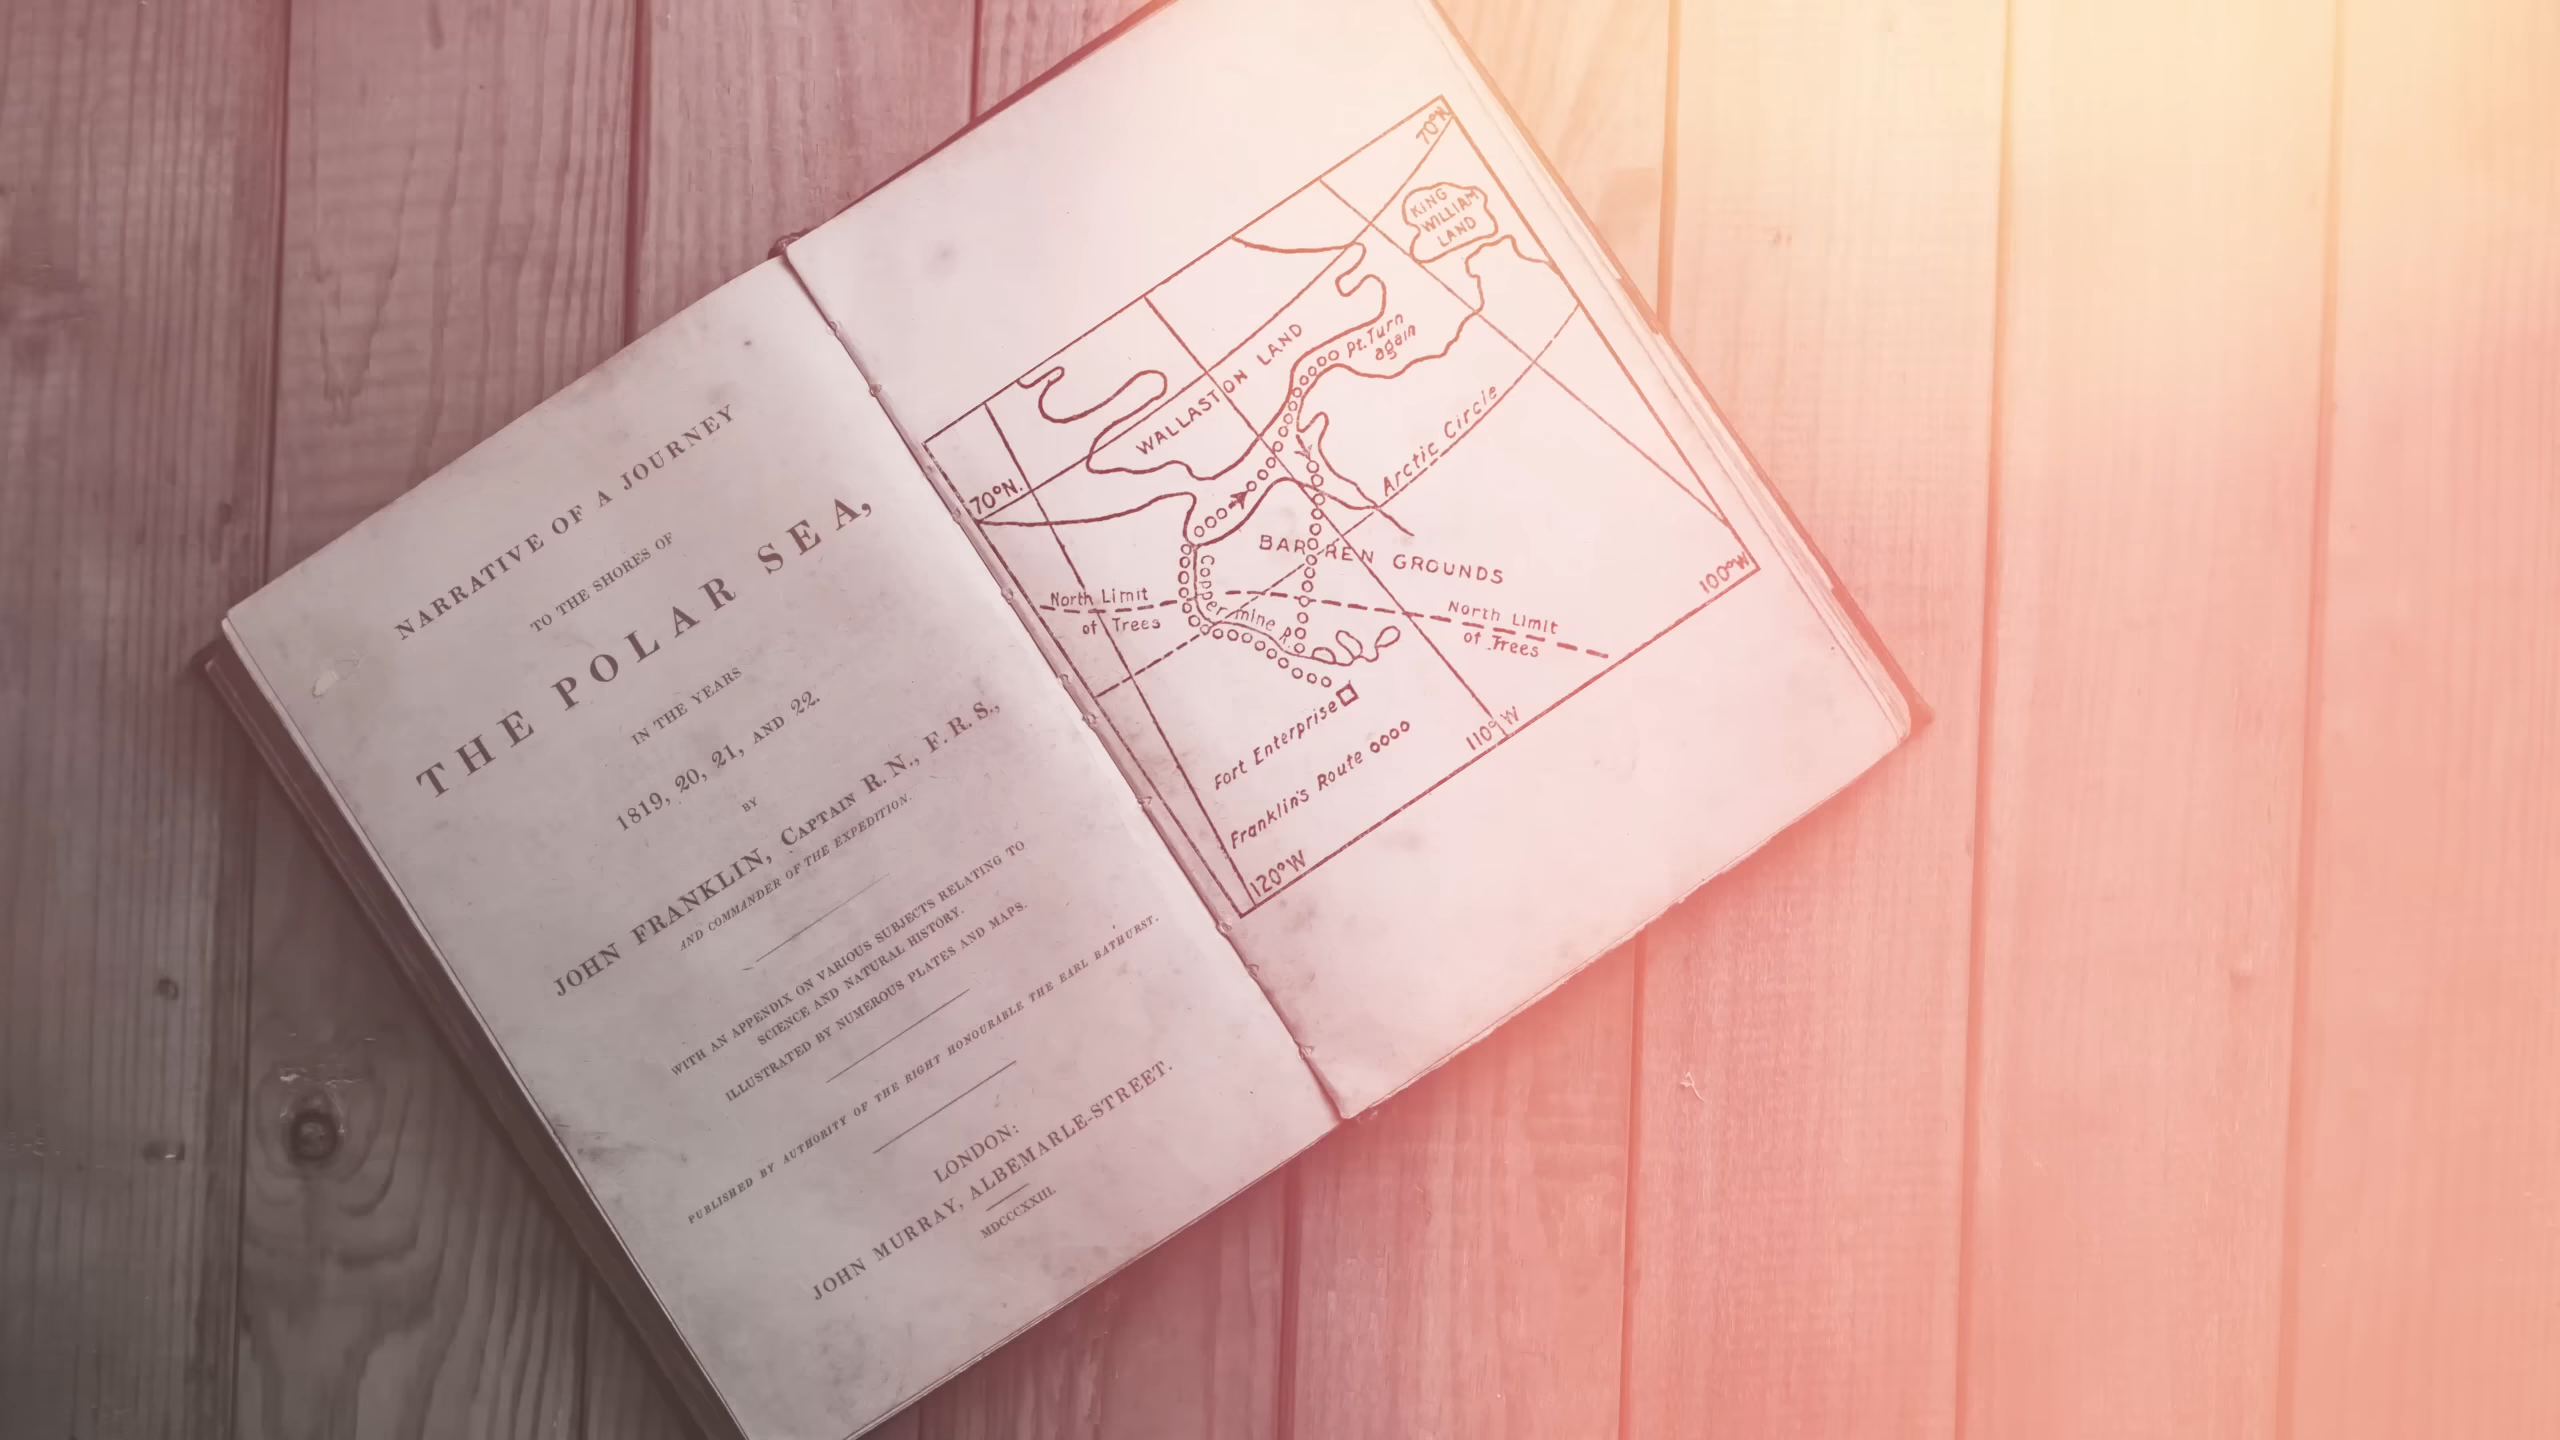 NARRATIVE OF A JOURNEY
TO THE SHORES OF
THE POLAR SEA,
IN THE YEARS
1819, 20, 21, AND 22.
BY
JOHN FRANKLIN, CAPTAIN R. N., F. R. S.,
AND COMMANDER OF THE EXPEDITION.
WITH AN APPENDIX ON VARIOUS SUBJECTS RELATING TO
SCIENCE AND NATURAL HISTORY.
ILLUSTRATED BY NUMEROUS PLATES AND MAPS.
PUBLISHED BY AUTHORITY OF THE RIGHT HONOURABLE THE EARL BATHURST.
LONDON:
JOHN MURRAY, ALBEMARLE-STREET.
MDCCCXXIII.
70°N
KING
WILLIAM
LAND
Pt. Turn
again
WALLASTON LAND
70°N.
Arctic Circle
BARREN GROUNDS
Coppermine R.
North Limit
of Trees
North Limit
of Trees
100°W
110°W
Fort Enterprise
Franklin's Route oooo
120°W